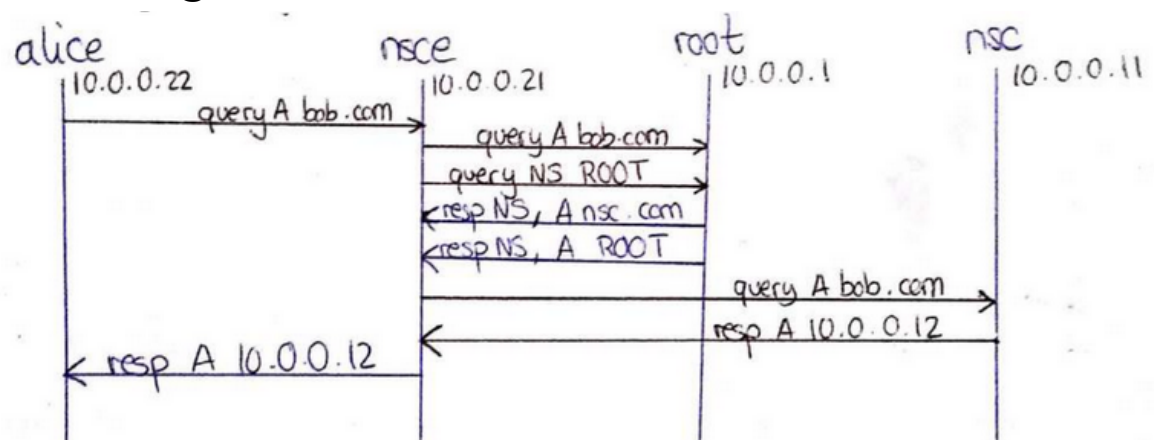 alice nsce root nsc
10.0.0.22 10.0.0.21 10.0.0.1 10.0.0.11
query A bob.com
query A bob.com
query NS ROOT
resp NS, A nsc.com
resp NS, A ROOT
query A bob.com
resp A 10.0.0.12
resp A 10.0.0.12